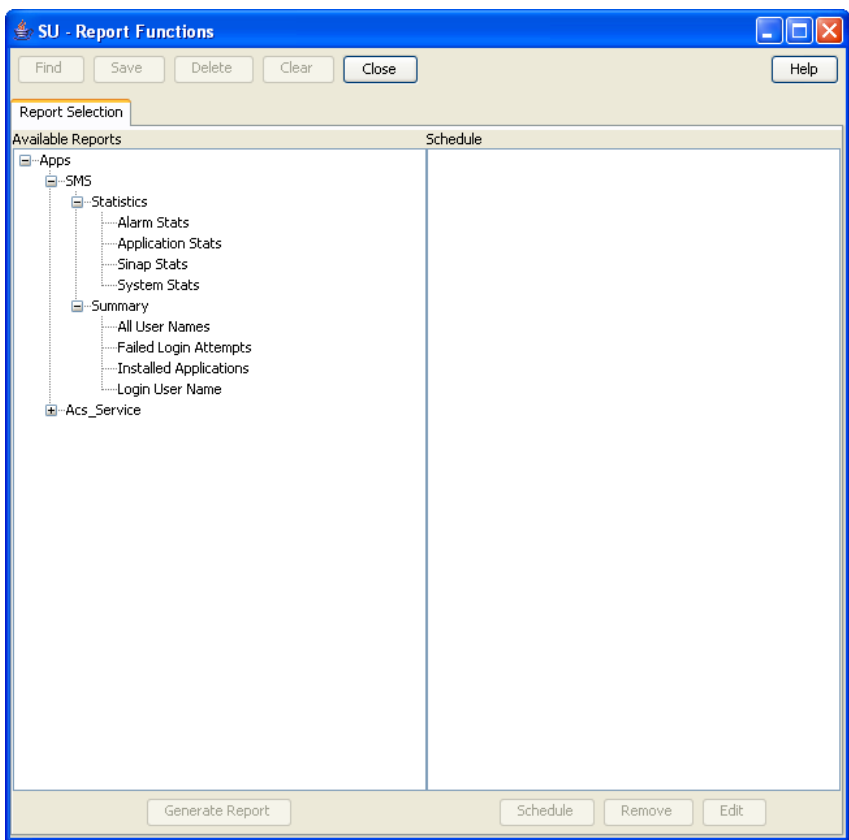 SU - Report Functions
Find Save Delete Clear Close Help
Report Selection
Available Reports Schedule
Apps
SMS
Statistics
Alarm Stats
Application Stats
Sinap Stats
System Stats
Summary
All User Names
Failed Login Attempts
Installed Applications
Login User Name
Acs_Service
Generate Report Schedule Remove Edit